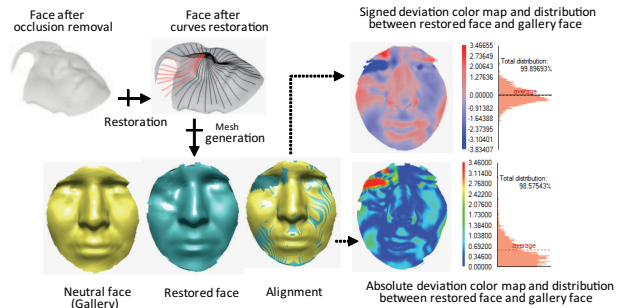 Face after
occlusion removal
Face after
curves restoration
Restoration
Mesh
generation
Neutral face
(Gallery)
Restored face
Alignment
Signed deviation color map and distribution
between restored face and gallery face
3.46655
2.73599
2.00643
1.27636
0.00000
-0.91382
-1.64388
-2.37395
-3.10401
-3.83407
Total distribution:
99.89693%
average
3.46000
3.11400
2.76800
2.42200
2.07600
1.73000
1.38400
1.03800
0.69200
0.34600
0.00000
Total distribution:
98.57543%
average
Absolute deviation color map and distribution
between restored face and gallery face